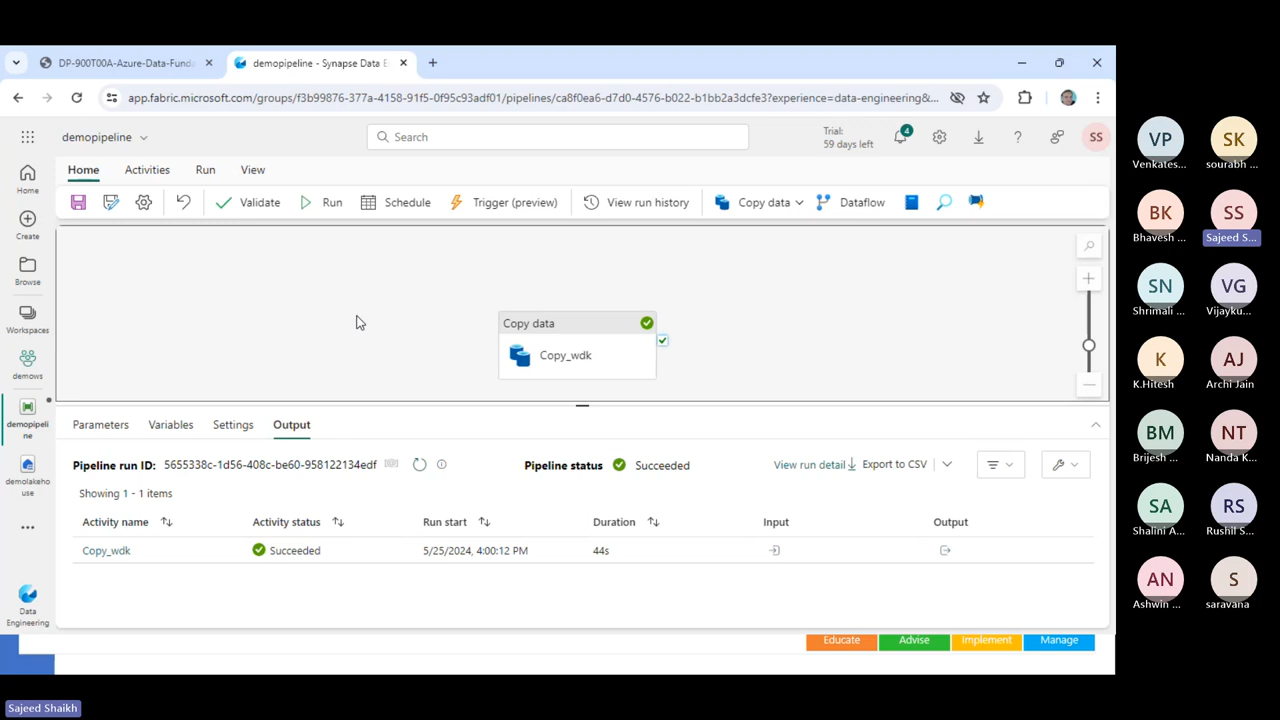 DP-900T00A-Azure-Data-Funda
demopipeline - Synapse Data E
app.fabric.microsoft.com/groups/f3b99876-377a-4158-91f5-0f95c93adf01/pipelines/ca8f0ea6-d7d0-4576-b022-b1bb2a3dcfe3?experience=data-engineering&...
demopipeline
Search
Trial:
59 days left
4
SS
Home
Activities
Run
View
Validate
Run
Schedule
Trigger (preview)
View run history
Copy data
Dataflow
Home
Create
Browse
Workspaces
demows
demopipeli
ne
demolakeho
use
Data
Engineering
Copy data
Copy_wdk
Parameters
Variables
Settings
Output
Pipeline run ID: 5655338c-1d56-408c-be60-958122134edf
Pipeline status Succeeded
View run detail
Export to CSV
Showing 1 - 1 items
Activity name
Activity status
Run start
Duration
Input
Output
Copy_wdk
Succeeded
5/25/2024, 4:00:12 PM
44s
Educate
Advise
Implement
Manage
VP
Venkates...
SK
sourabh ...
BK
Bhavesh ...
SS
Sajeed S...
SN
Shrimali ...
VG
Vijayku...
K
K.Hitesh
AJ
Archi Jain
BM
Brijesh ...
NT
Nanda K...
SA
Shalini A...
RS
Rushil S...
AN
Ashwin ...
S
saravana
Sajeed Shaikh